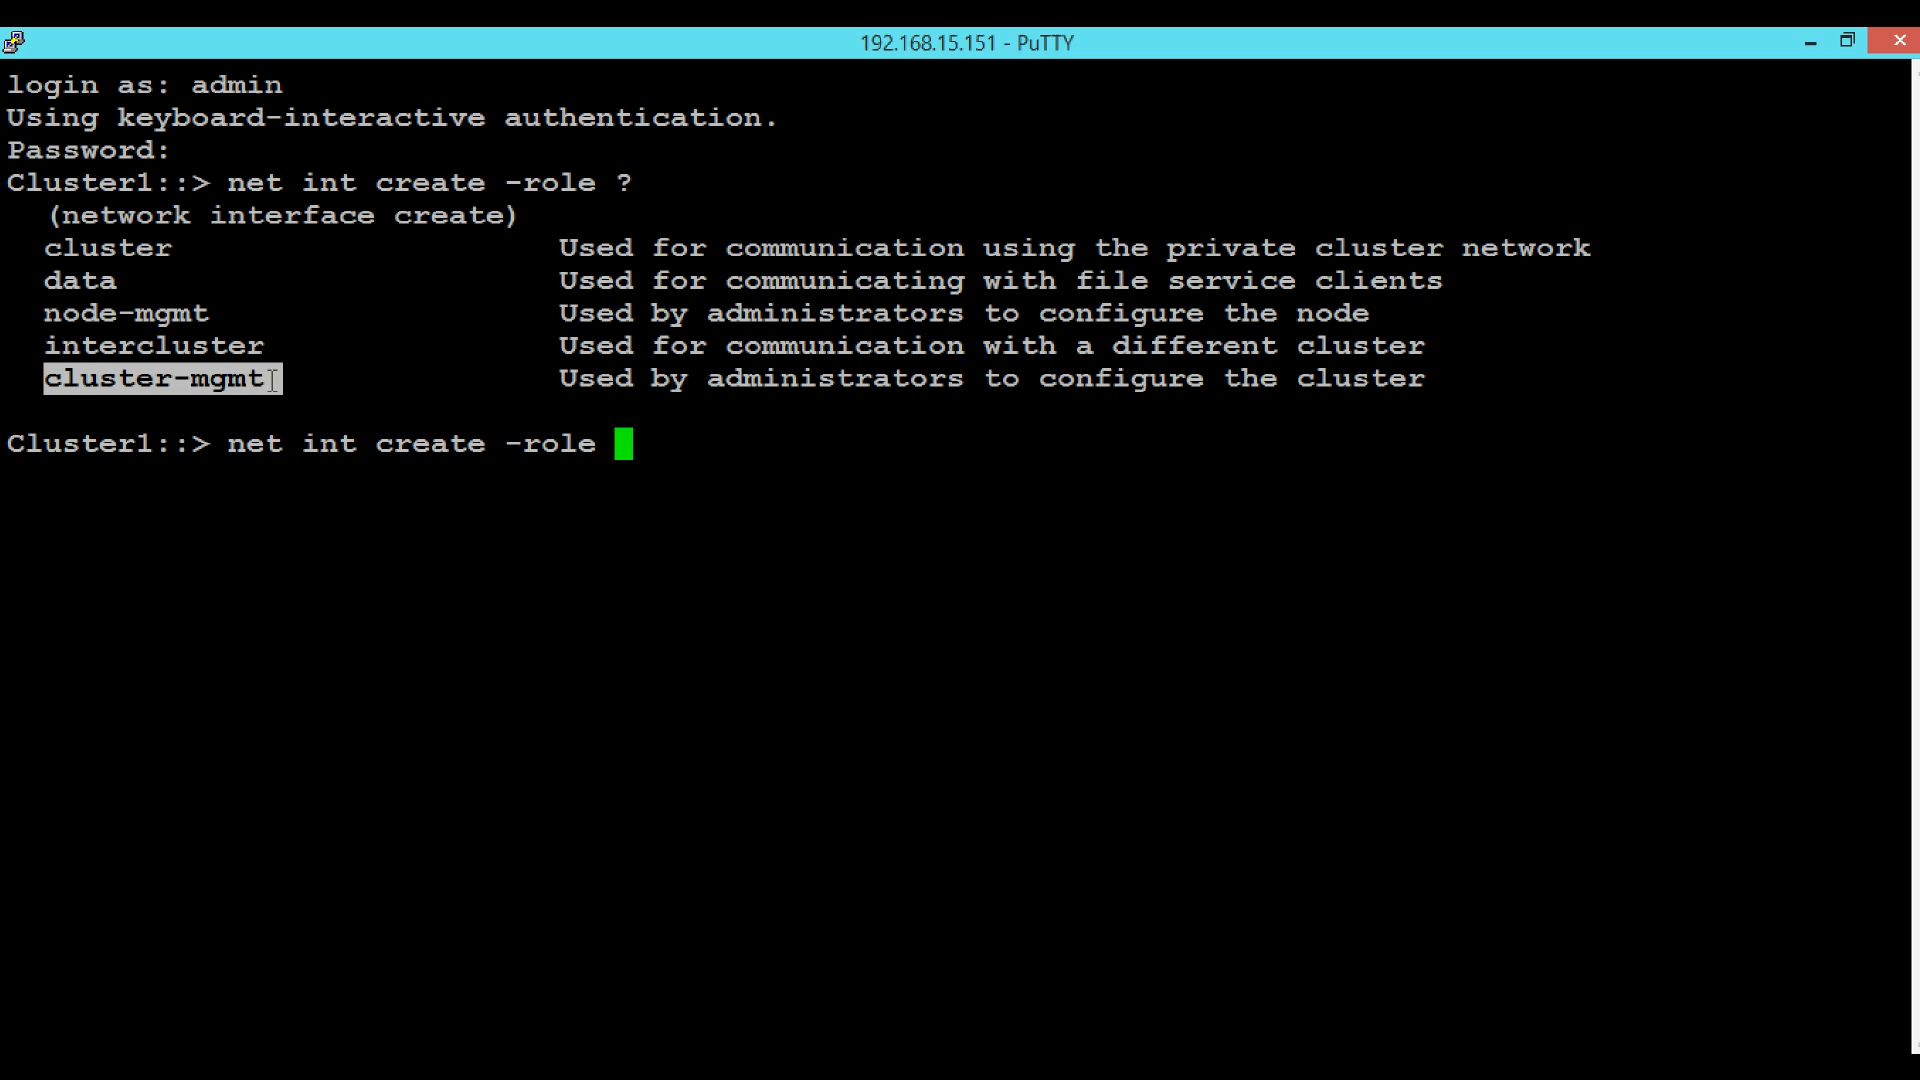 192.168.15.151 - PuTTY
login as: admin
Using keyboard-interactive authentication.
Password:
Cluster1::> net int create -role ?
(network interface create)
cluster Used for communication using the private cluster network
data Used for communicating with file service clients
node-mgmt Used by administrators to configure the node
intercluster Used for communication with a different cluster
cluster-mgmt Used by administrators to configure the cluster
Cluster1::> net int create -role